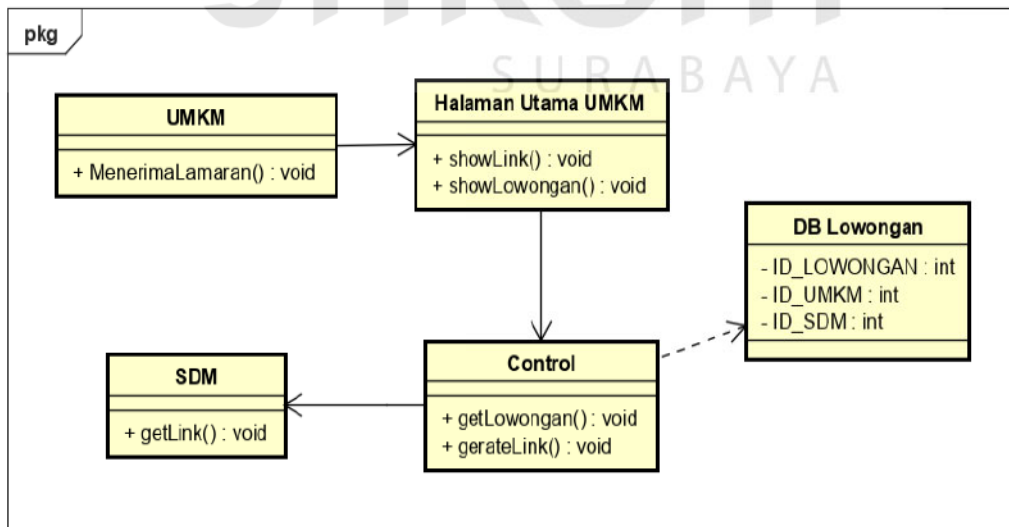 pkg
SURABAYA
UMKM
+ MenerimaLamaran() : void
Halaman Utama UMKM
+ showLink() : void
+ showLowongan() : void
DB Lowongan
- ID_LOWONGAN : int
- ID_UMKM : int
- ID_SDM : int
SDM
+ getLink() : void
Control
+ getLowongan() : void
+ gerateLink() : void